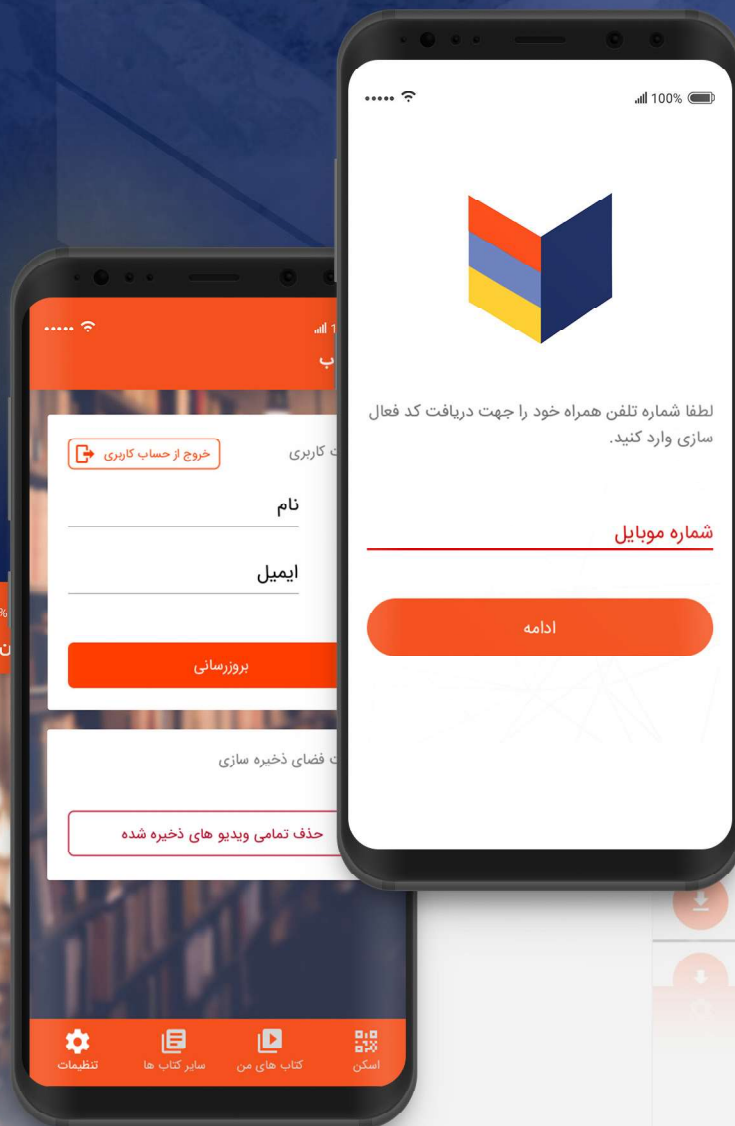 100%
لطفا شماره تلفن همراه خود را جهت دریافت کد فعال
سازی وارد کنید.
شماره موبایل
ادامه
کاربری
خروج از حساب کاربری
نام
ایمیل
بروزرسانی
فضای ذخیره سازی
حذف تمامی ویدیو های ذخیره شده
اسکن
کتاب های من
سایر کتاب ها
تنظیمات